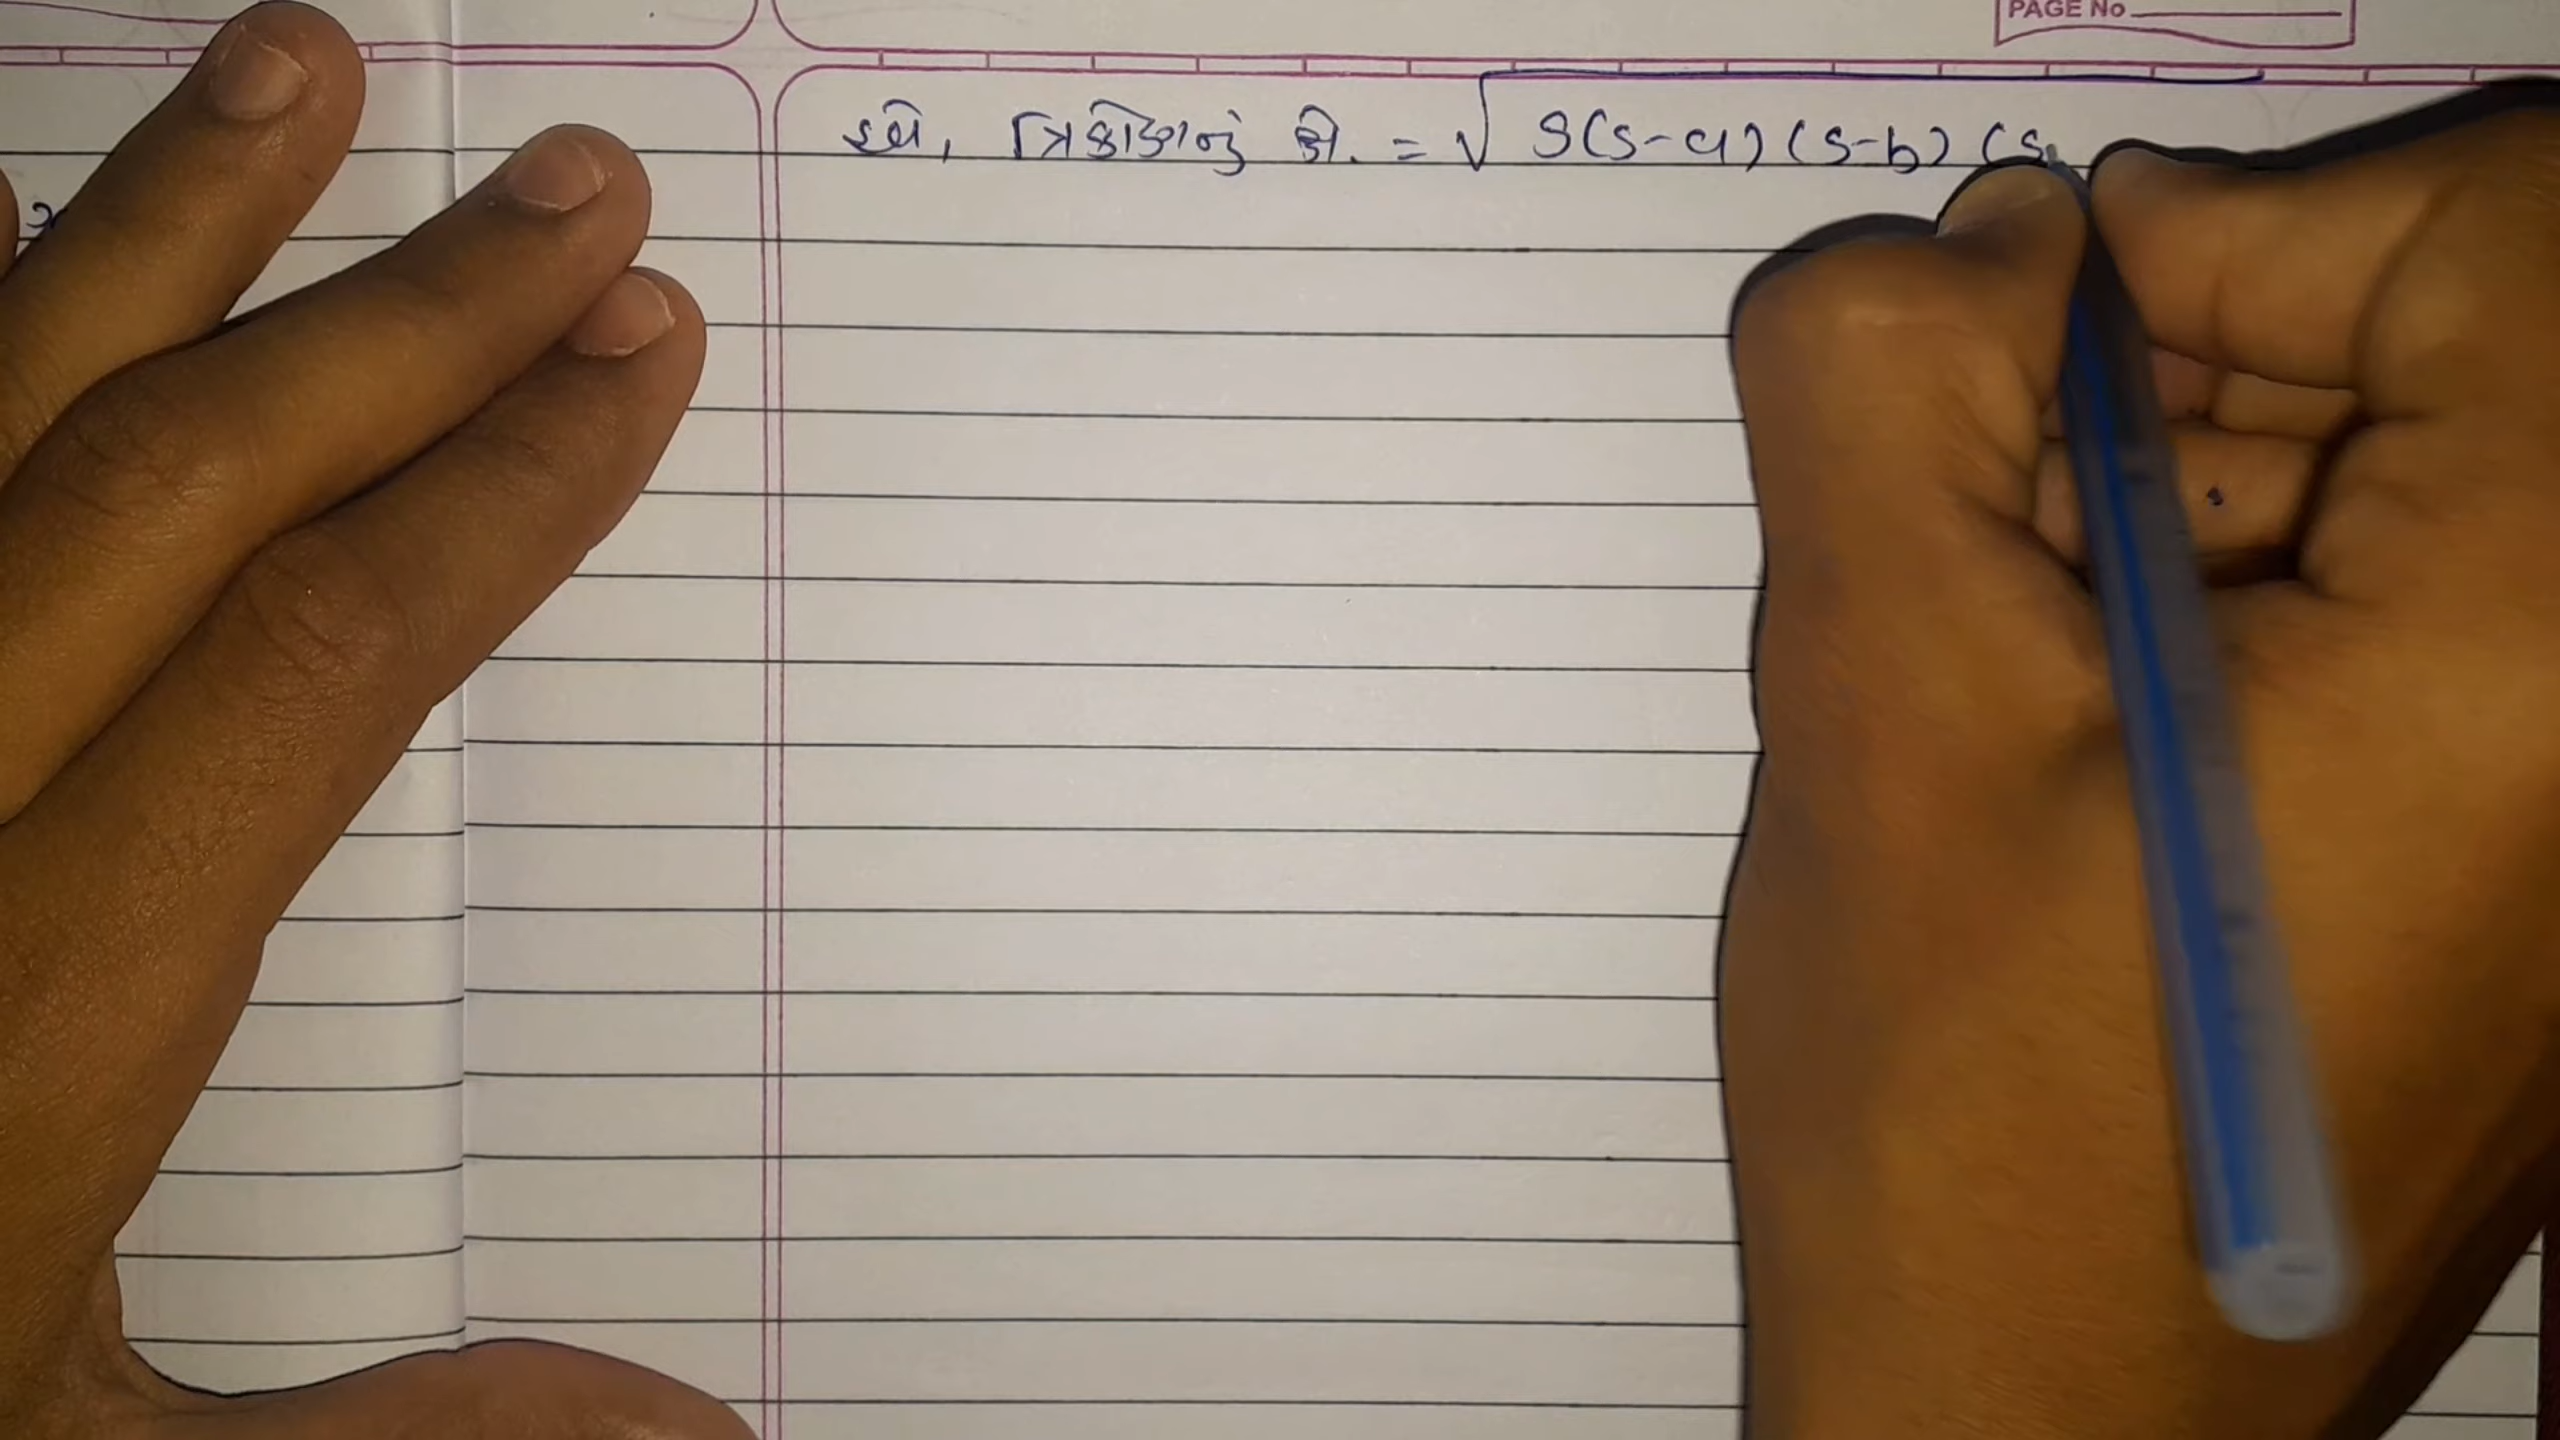 PAGE No
હવે, ત્રિકોણનું ક્ષે. = √ S(s-a) (s-b) (s